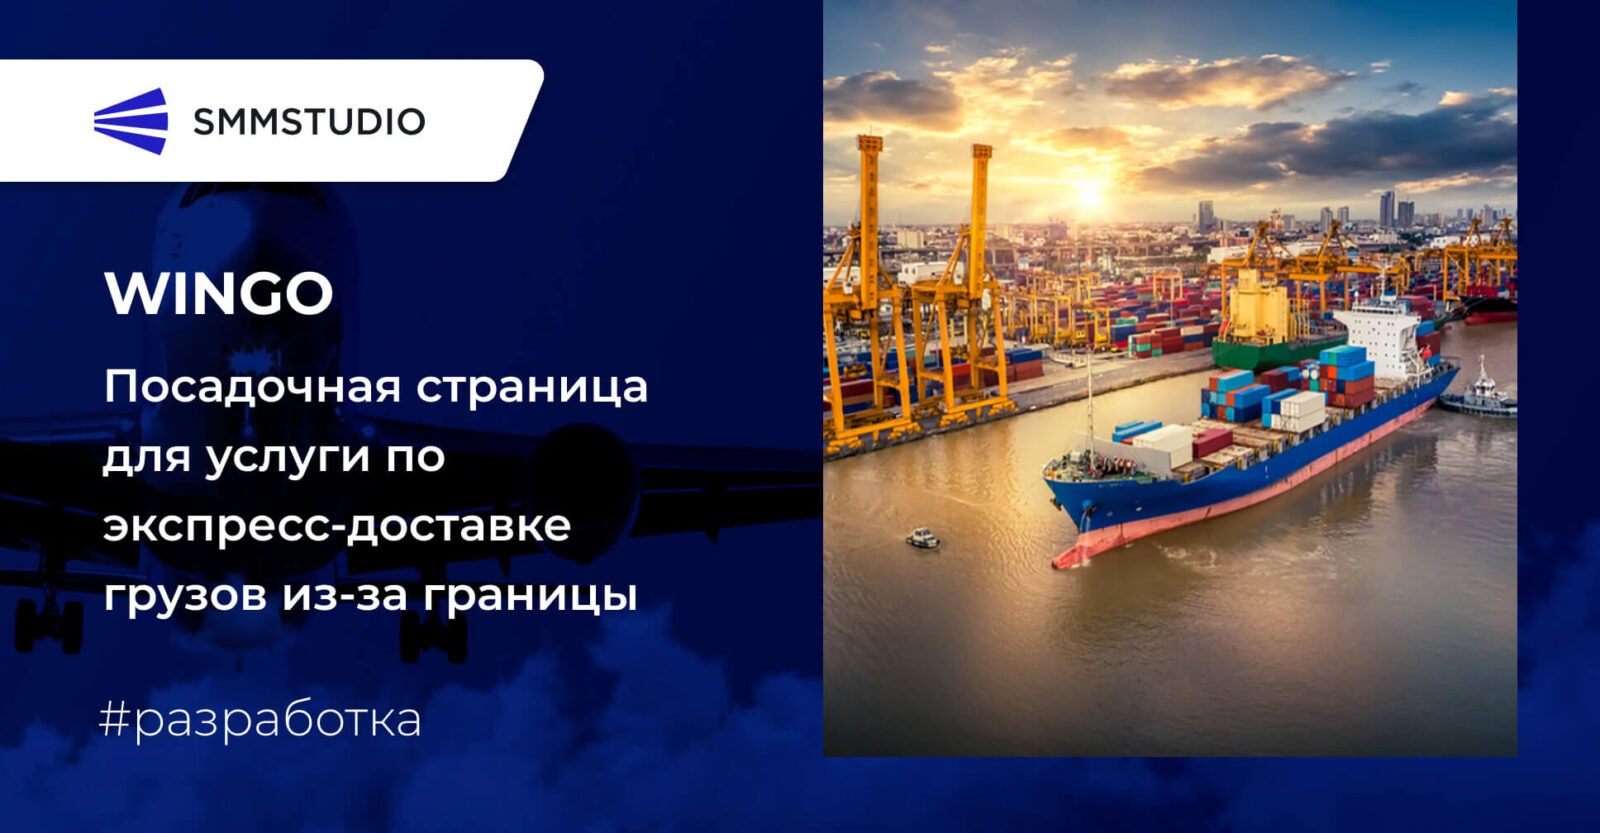 SMMSTUDIO
WINGO
Посадочная страница
для услуги по
экспресс-доставке
грузов из-за границы
#разработка